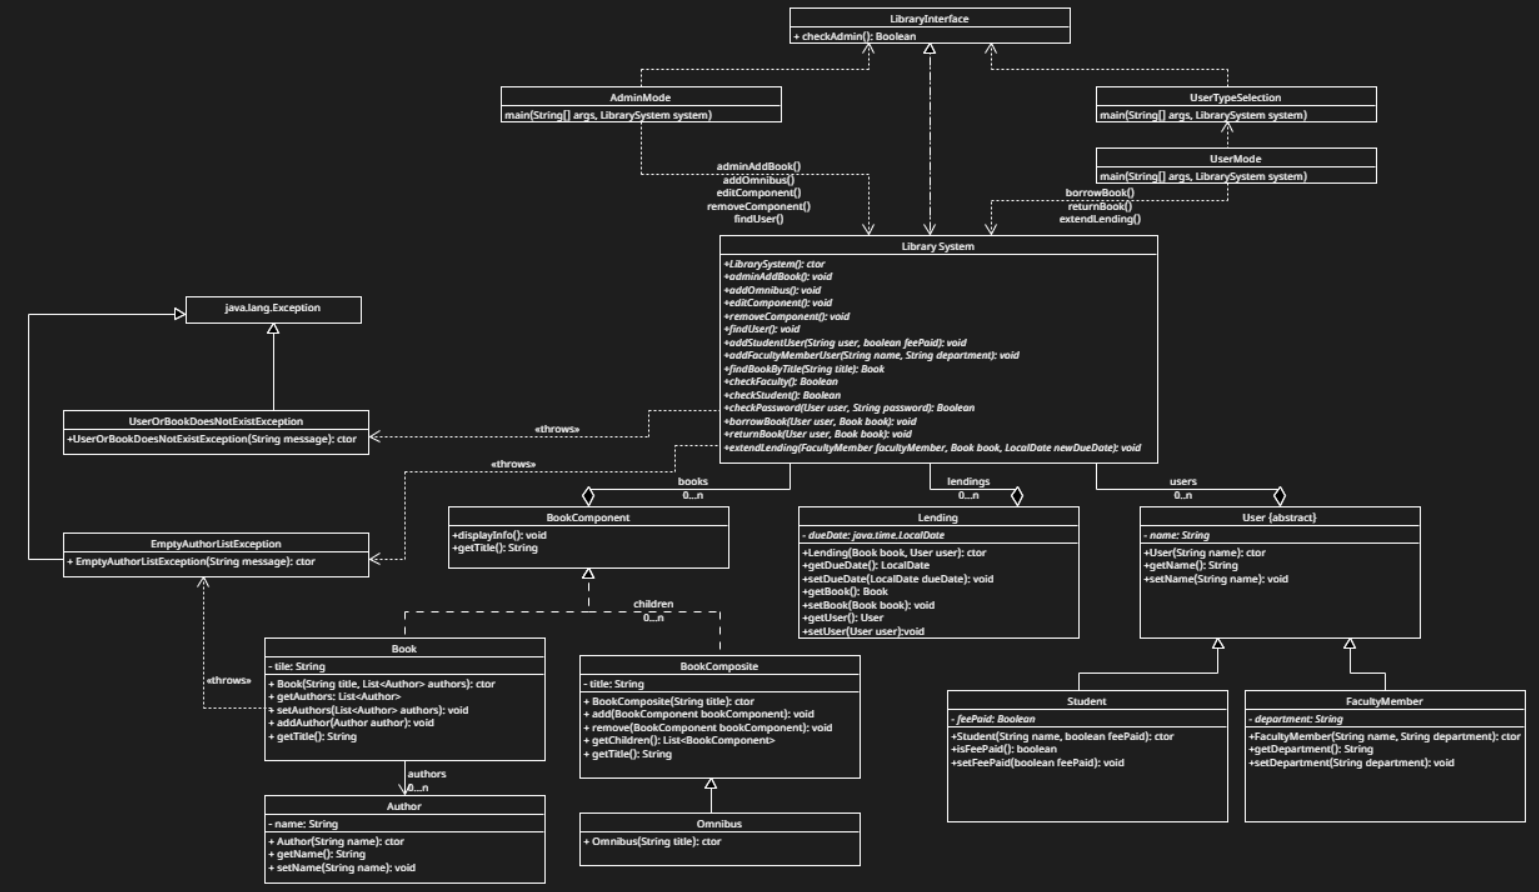 LibraryInterface
+ checkAdmin(): Boolean
AdminMode
main(String[] args, LibrarySystem system)
UserTypeSelection
main(String[] args, LibrarySystem system)
UserMode
main(String[] args, LibrarySystem system)
adminAddBook()
addOmnibus()
editComponent()
removeComponent()
findUser()
borrowBook()
returnBook()
extendLending()
Library System
+LibrarySystem(): ctor
+adminAddBook(): void
+addOmnibus(): void
+editComponent(): void
+removeComponent(): void
+findUser(): void
+addStudentUser(String user, boolean feePaid): void
+addFacultyMemberUser(String name, String department): void
+findBookByTitle(String title): Book
+checkFaculty(): Boolean
+checkStudent(): Boolean
+checkPassword(User user, String password): Boolean
+borrowBook(User user, Book book): void
+returnBook(User user, Book book): void
+extendLending(FacultyMember facultyMember, Book book, LocalDate newDueDate): void
java.lang.Exception
UserOrBookDoesNotExistException
+UserOrBookDoesNotExistException(String message): ctor
«throws»
«throws»
EmptyAuthorListException
+ EmptyAuthorListException(String message): ctor
«throws»
books
0...n
lendings
0...n
users
0...n
BookComponent
+displayInfo(): void
+getTitle(): String
Lending
- dueDate: java.time.LocalDate
+Lending(Book book, User user): ctor
+getDueDate(): LocalDate
+setDueDate(LocalDate dueDate): void
+getBook(): Book
+setBook(Book book): void
+getUser(): User
+setUser(User user):void
User {abstract}
- name: String
+User(String name): ctor
+getName(): String
+setName(String name): void
children
0...n
Book
- tile: String
+ Book(String title, List<Author> authors): ctor
+ getAuthors: List<Author>
+ setAuthors(List<Author> authors): void
+ addAuthor(Author author): void
+ getTitle(): String
BookComposite
- title: String
+ BookComposite(String title): ctor
+ add(BookComponent bookComponent): void
+ remove(BookComponent bookComponent): void
+ getChildren(): List<BookComponent>
+ getTitle(): String
Student
- feePaid: Boolean
+Student(String name, boolean feePaid): ctor
+isFeePaid(): boolean
+setFeePaid(boolean feePaid): void
FacultyMember
- department: String
+FacultyMember(String name, String department): ctor
+getDepartment(): String
+setDepartment(String department): void
authors
0...n
Author
- name: String
+ Author(String name): ctor
+ getName(): String
+ setName(String name): void
Omnibus
+ Omnibus(String title): ctor